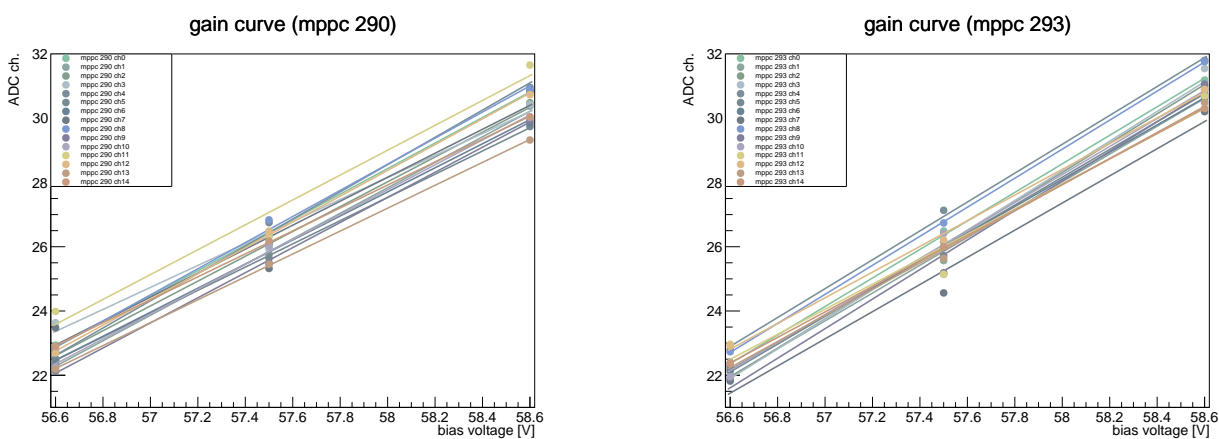 gain curve (mppc 290)
ADC ch.
32
30
28
26
24
22
mppc 290 ch0
mppc 290 ch1
mppc 290 ch2
mppc 290 ch3
mppc 290 ch4
mppc 290 ch5
mppc 290 ch6
mppc 290 ch7
mppc 290 ch8
mppc 290 ch9
mppc 290 ch10
mppc 290 ch11
mppc 290 ch12
mppc 290 ch13
mppc 290 ch14
56.6 56.8 57 57.2 57.4 57.6 57.8 58 58.2 58.4 58.6
bias voltage [V]
gain curve (mppc 293)
ADC ch.
32
30
28
26
24
22
mppc 293 ch0
mppc 293 ch1
mppc 293 ch2
mppc 293 ch3
mppc 293 ch4
mppc 293 ch5
mppc 293 ch6
mppc 293 ch7
mppc 293 ch8
mppc 293 ch9
mppc 293 ch10
mppc 293 ch11
mppc 293 ch12
mppc 293 ch13
mppc 293 ch14
56.6 56.8 57 57.2 57.4 57.6 57.8 58 58.2 58.4 58.6
bias voltage [V]